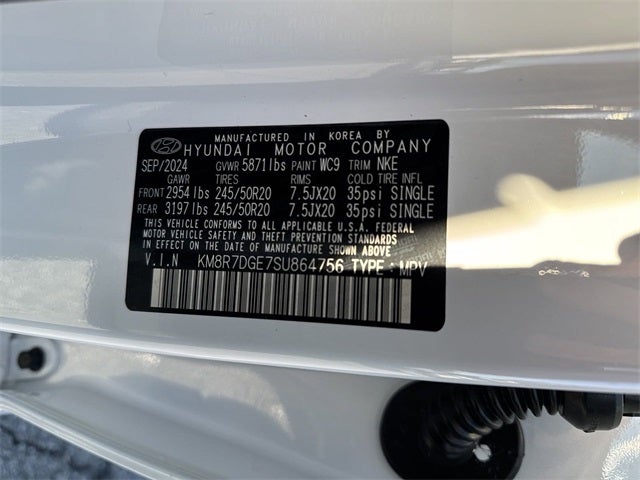 MANUFACTURED IN KOREA BY
HYUNDAI MOTOR COMPANY
SEP/2024 GVWR 5871lbs PAINT WC9 TRIM NKE
GAWR TIRES RIMS COLD TIRE INFL
FRONT 2954lbs 245/50R20 7.5JX20 35psi SINGLE
REAR 3197lbs 245/50R20 7.5JX20 35psi SINGLE
THIS VEHICLE CONFORMS TO ALL APPLICABLE U.S.A. FEDERAL
MOTOR VEHICLE SAFETY, BUMPER, AND THEFT PREVENTION STANDARDS
IN EFFECT ON THE DATE OF MANUFACTURE SHOWN ABOVE
V.I.N KM8R7DGE7SU864756 TYPE : MPV